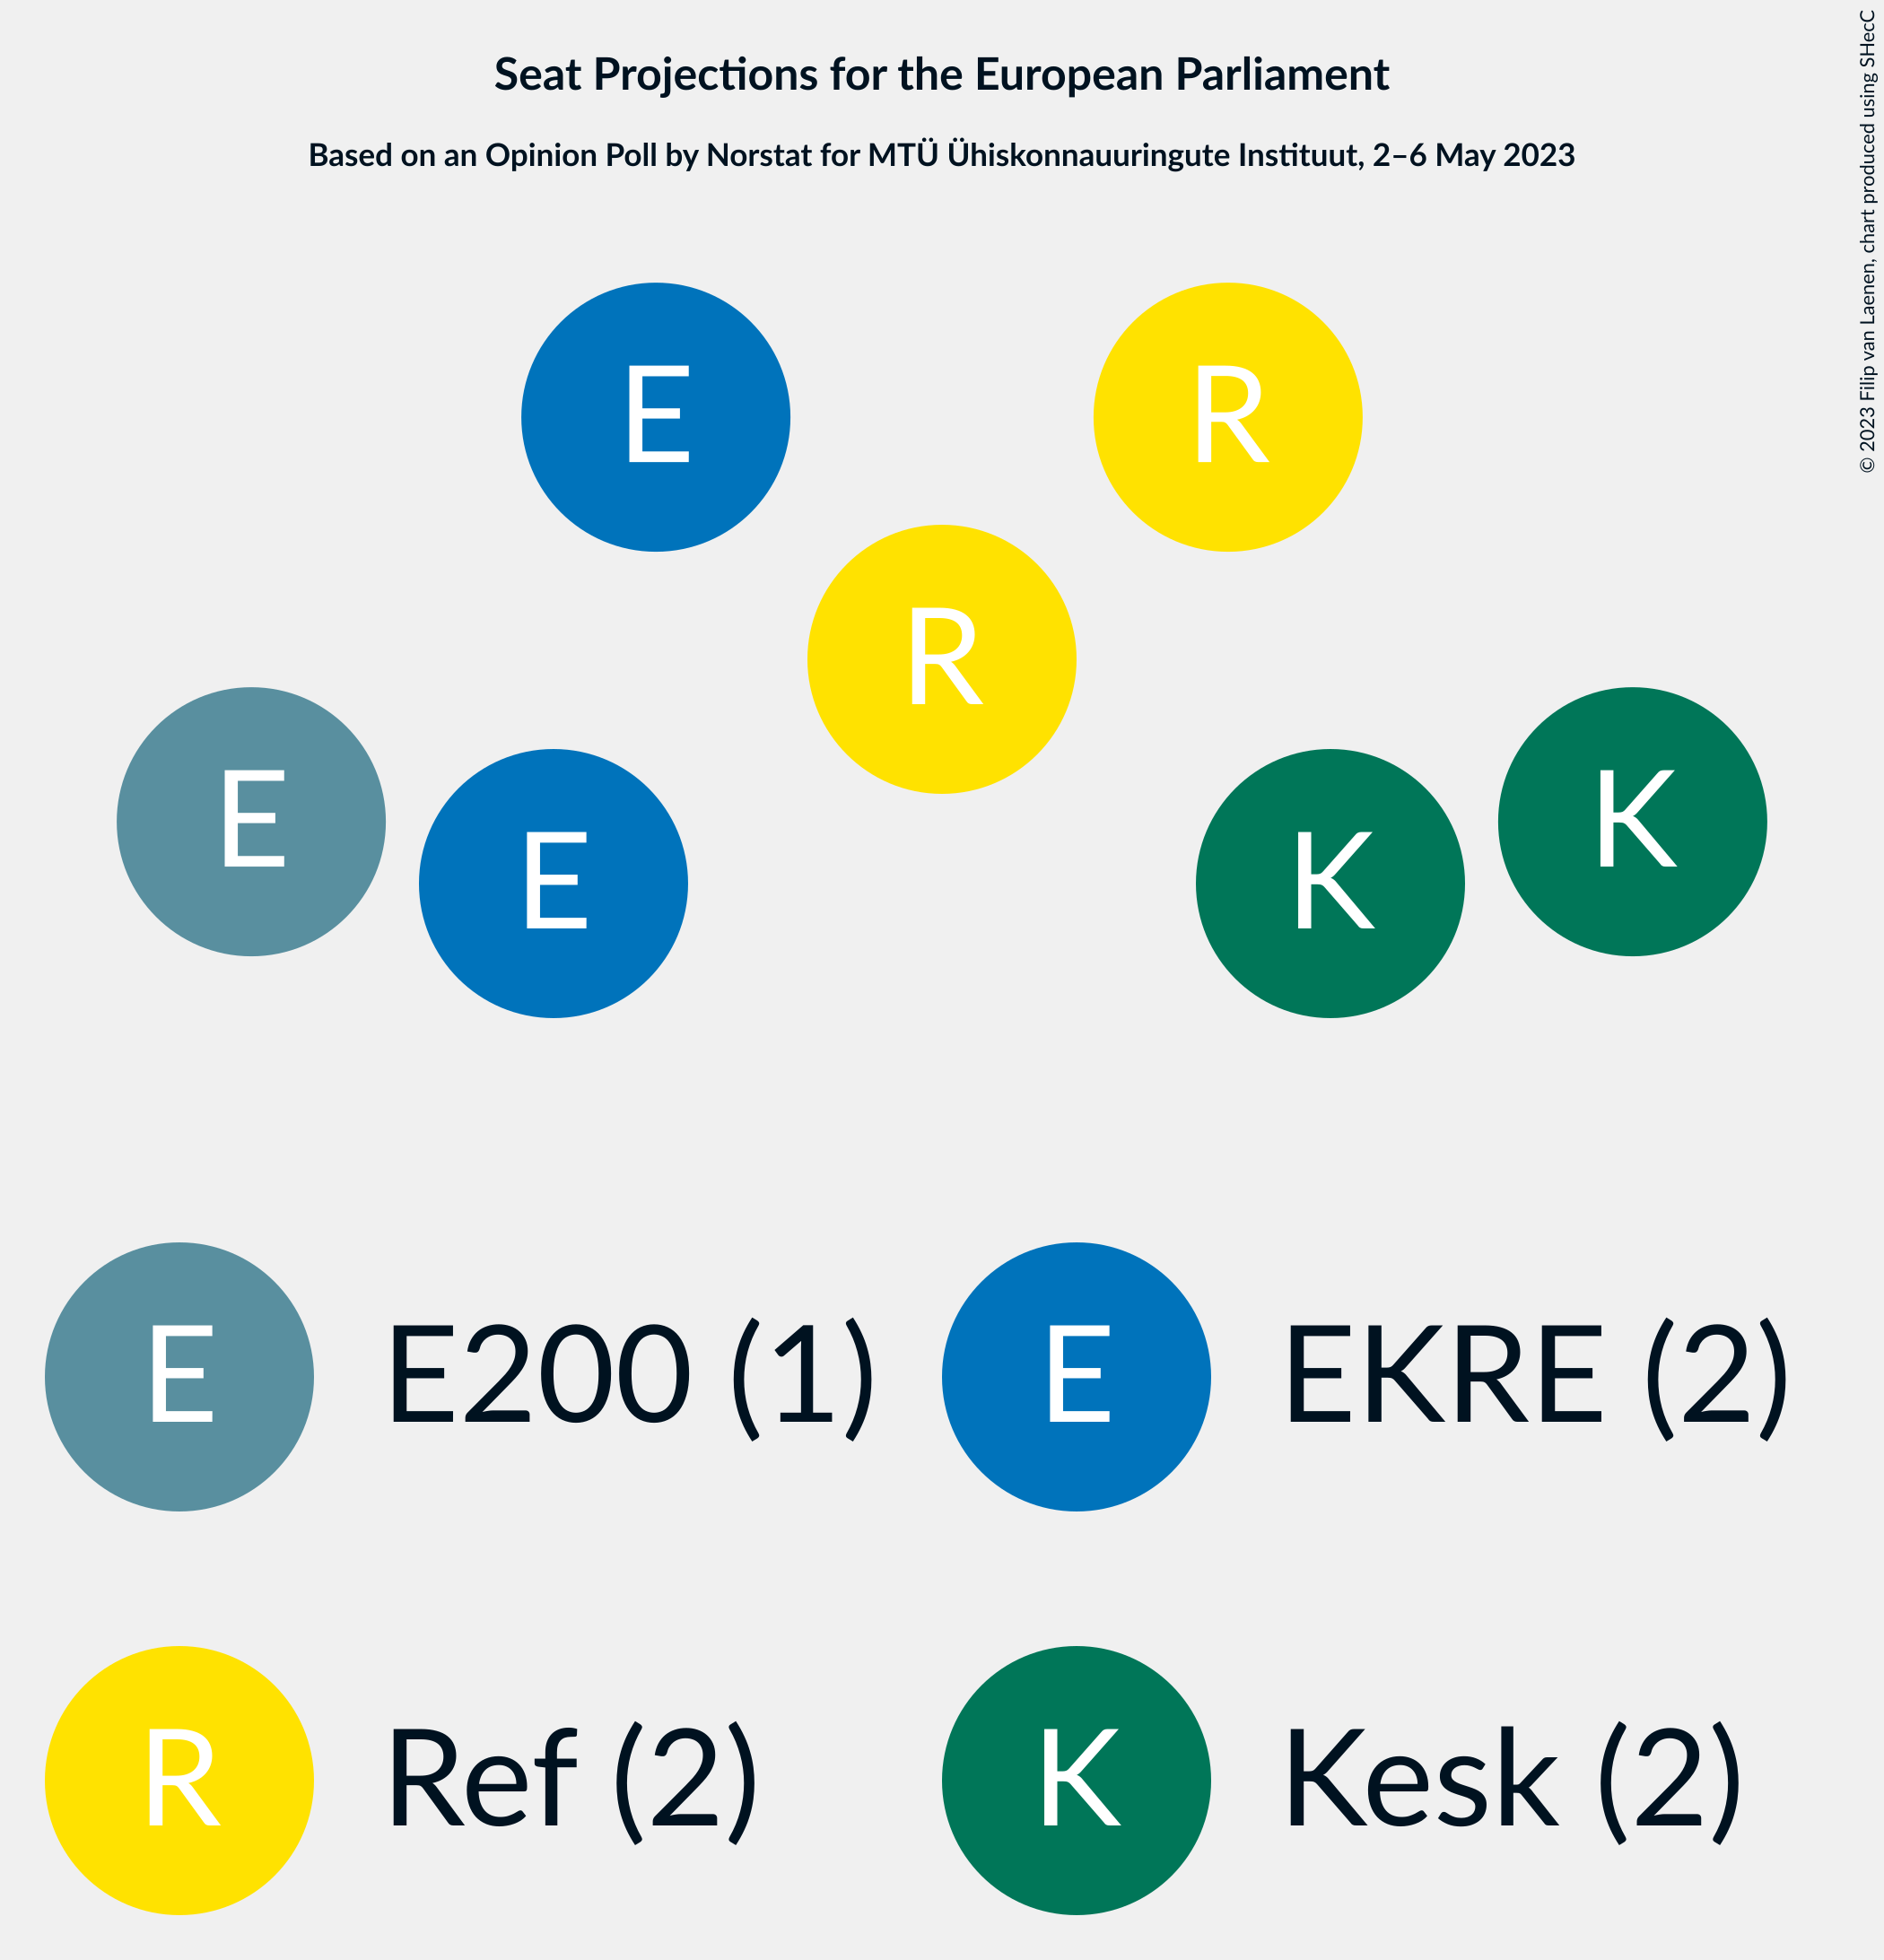 Seat Projections for the European Parliament
Based on an Opinion Poll by Norstat for MTÜ Ühiskonnauuringute Instituut, 2–6 May 2023
© 2023 Filip van Laenen, chart produced using SHecC
E
R
R
E
E
K
K
E
E200 (1)
E
EKRE (2)
R
Ref (2)
K
Kesk (2)